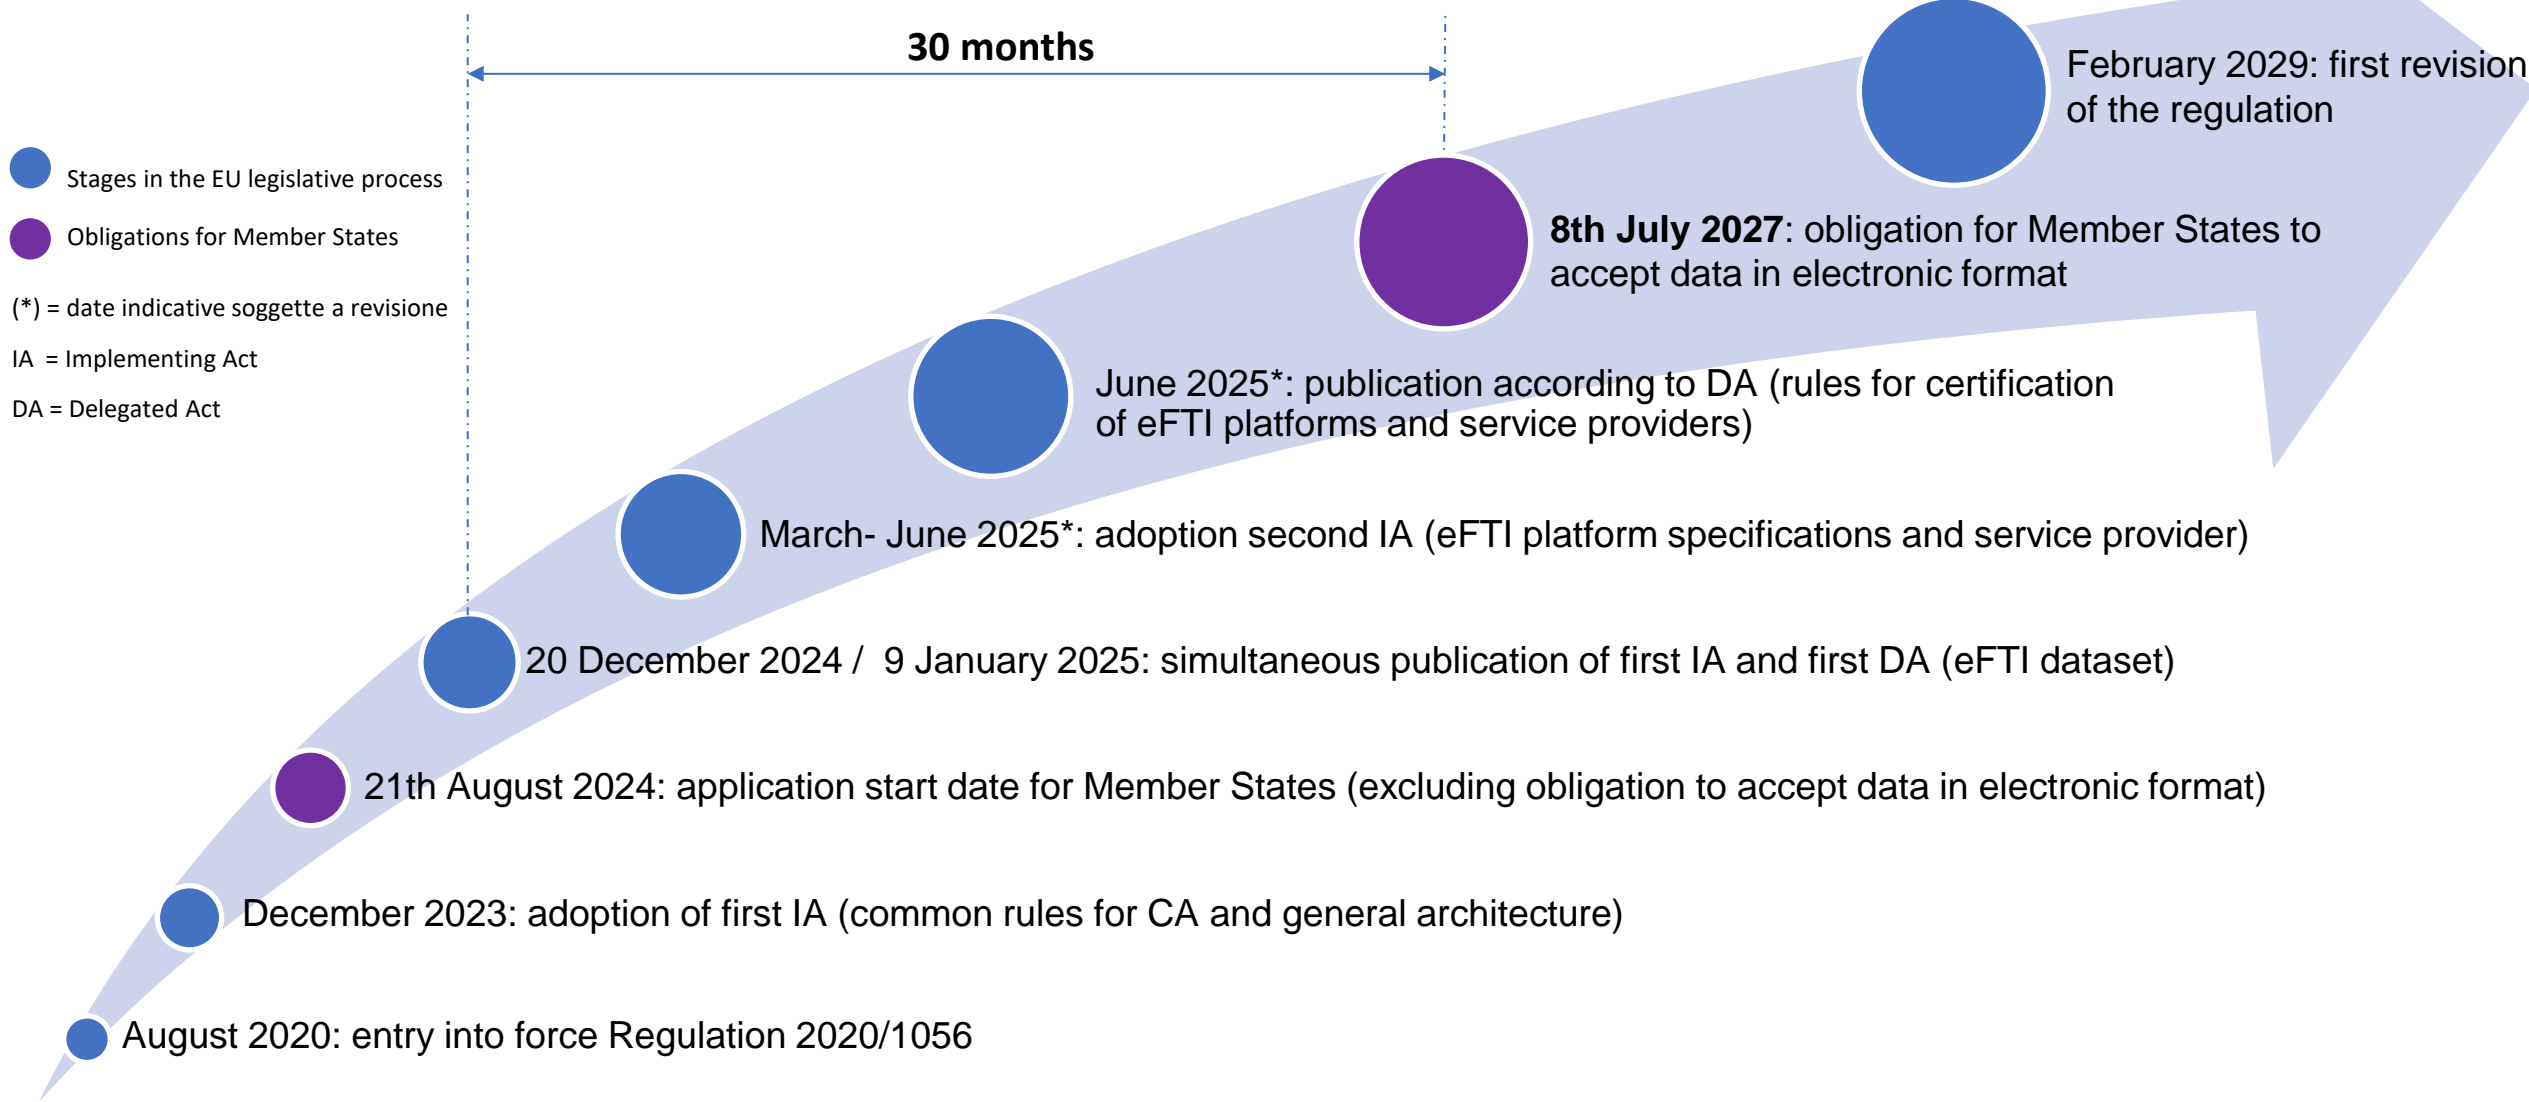 30 months
Stages in the EU legislative process
Obligations for Member States
(*) = date indicative soggette a revisione
IA = Implementing Act
DA = Delegated Act
February 2029: first revision
of the regulation
8th July 2027: obligation for Member States to
accept data in electronic format
June 2025*: publication according to DA (rules for certification
of eFTI platforms and service providers)
March- June 2025*: adoption second IA (eFTI platform specifications and service provider)
20 December 2024 / 9 January 2025: simultaneous publication of first IA and first DA (eFTI dataset)
21th August 2024: application start date for Member States (excluding obligation to accept data in electronic format)
December 2023: adoption of first IA (common rules for CA and general architecture)
August 2020: entry into force Regulation 2020/1056